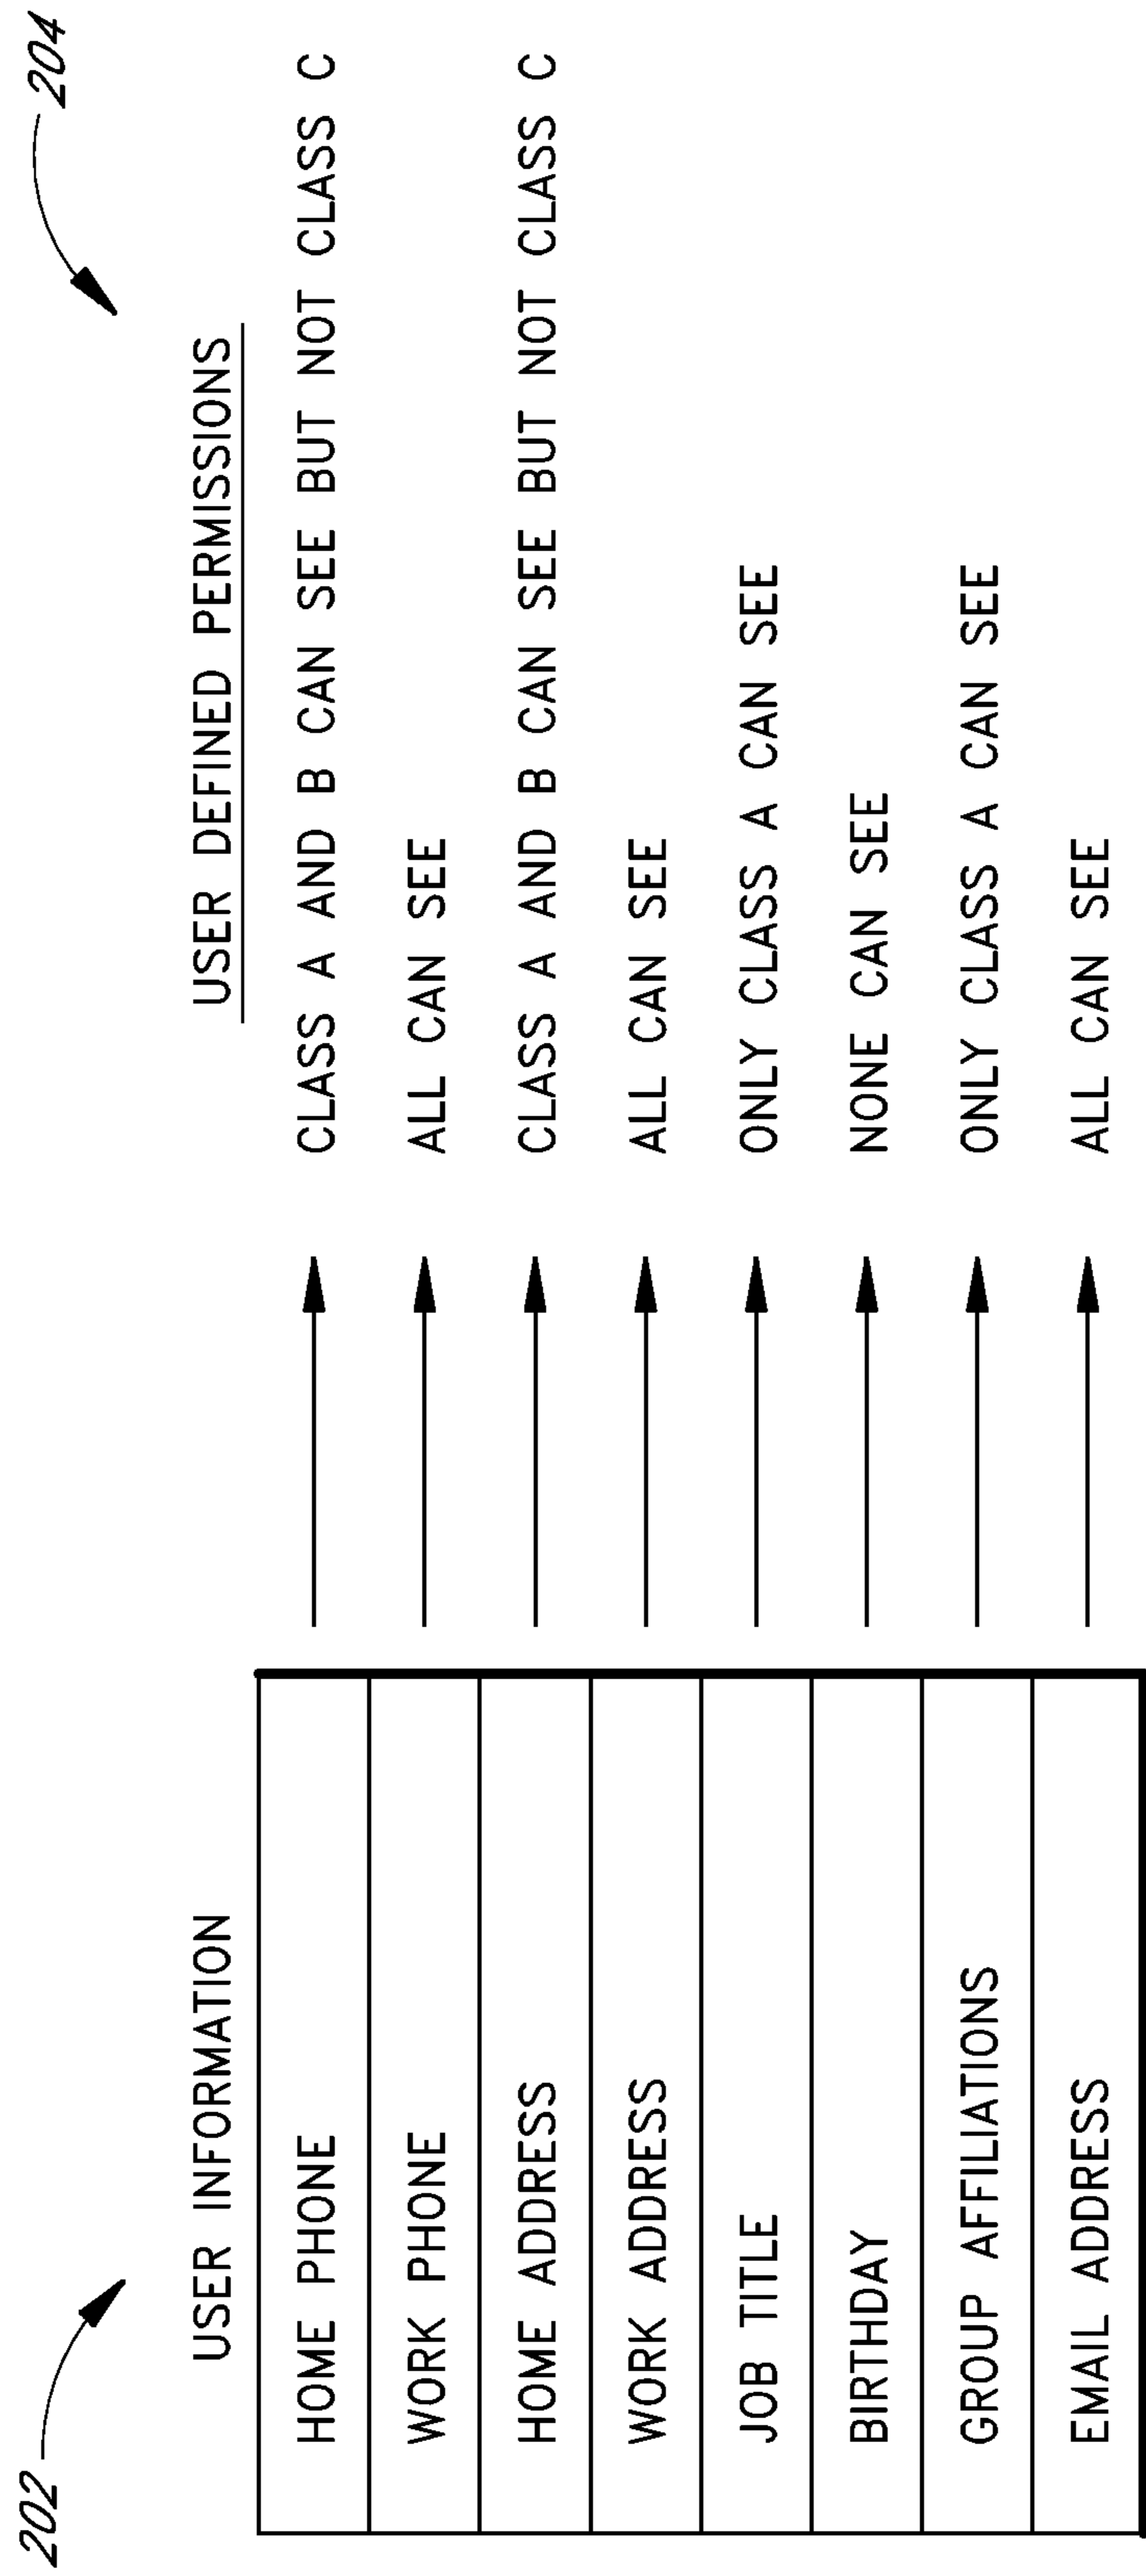 202
204
USER INFORMATION
USER DEFINED PERMISSIONS
HOME PHONE
CLASS A AND B CAN SEE BUT NOT CLASS C
WORK PHONE
ALL CAN SEE
HOME ADDRESS
CLASS A AND B CAN SEE BUT NOT CLASS C
WORK ADDRESS
ALL CAN SEE
JOB TITLE
ONLY CLASS A CAN SEE
BIRTHDAY
NONE CAN SEE
GROUP AFFILIATIONS
ONLY CLASS A CAN SEE
EMAIL ADDRESS
ALL CAN SEE